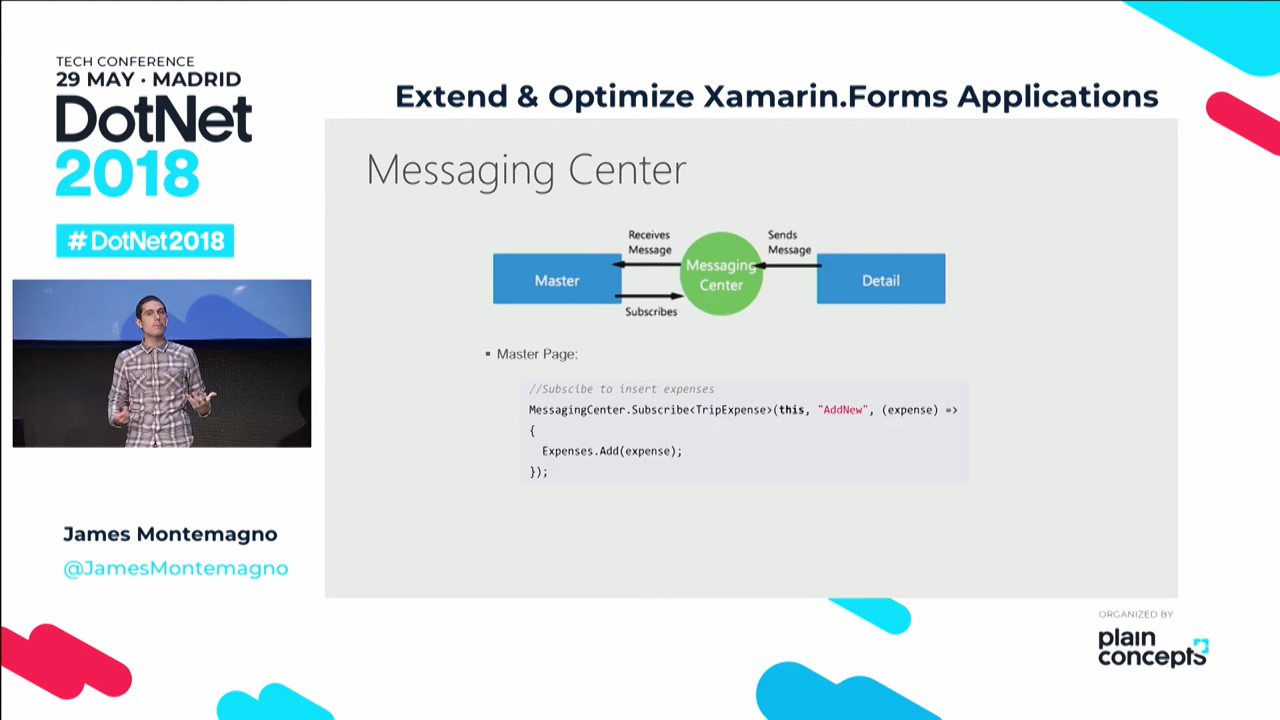 TECH CONFERENCE
29 MAY · MADRID
DotNet
2018
#DotNet2018
Extend & Optimize Xamarin.Forms Applications
Messaging Center
Receives
Message
Sends
Message
Master
Messaging
Center
Detail
Subscribes
▪ Master Page:
//Subscibe to insert expenses
MessagingCenter.Subscribe<TripExpense>(this, "AddNew", (expense) =>
{
Expenses.Add(expense);
});
James Montemagno
@JamesMontemagno
ORGANIZED BY
plain
concepts